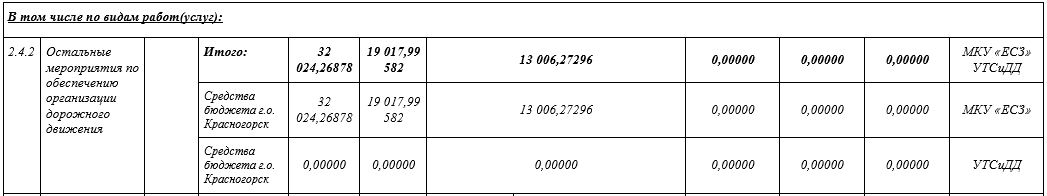 В том числе по видам работ(услуг):
2.4.2 Остальные мероприятия по обеспечению организации дорожного движения
Итого: 32 024,26878 19 017,99 582 13 006,27296 0,00000 0,00000 0,00000 МКУ «ЕСЗ» УТСиДД
Средства бюджета г.о. Красногорск 32 024,26878 19 017,99 582 13 006,27296 0,00000 0,00000 0,00000 МКУ «ЕСЗ»
Средства бюджета г.о. Красногорск 0,00000 0,00000 0,00000 0,00000 0,00000 0,00000 УТСиДД